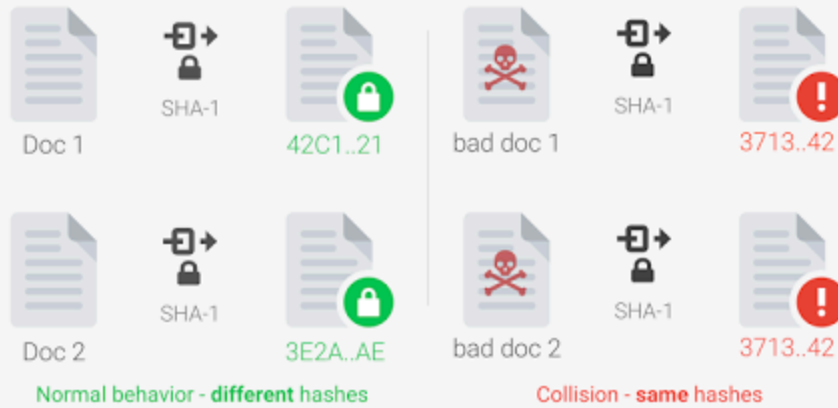 SHA-1
Doc 1
42C1..21
SHA-1
bad doc 1
3713..42
SHA-1
Doc 2
3E2A..AE
SHA-1
bad doc 2
3713..42
Normal behavior - different hashes
Collision - same hashes